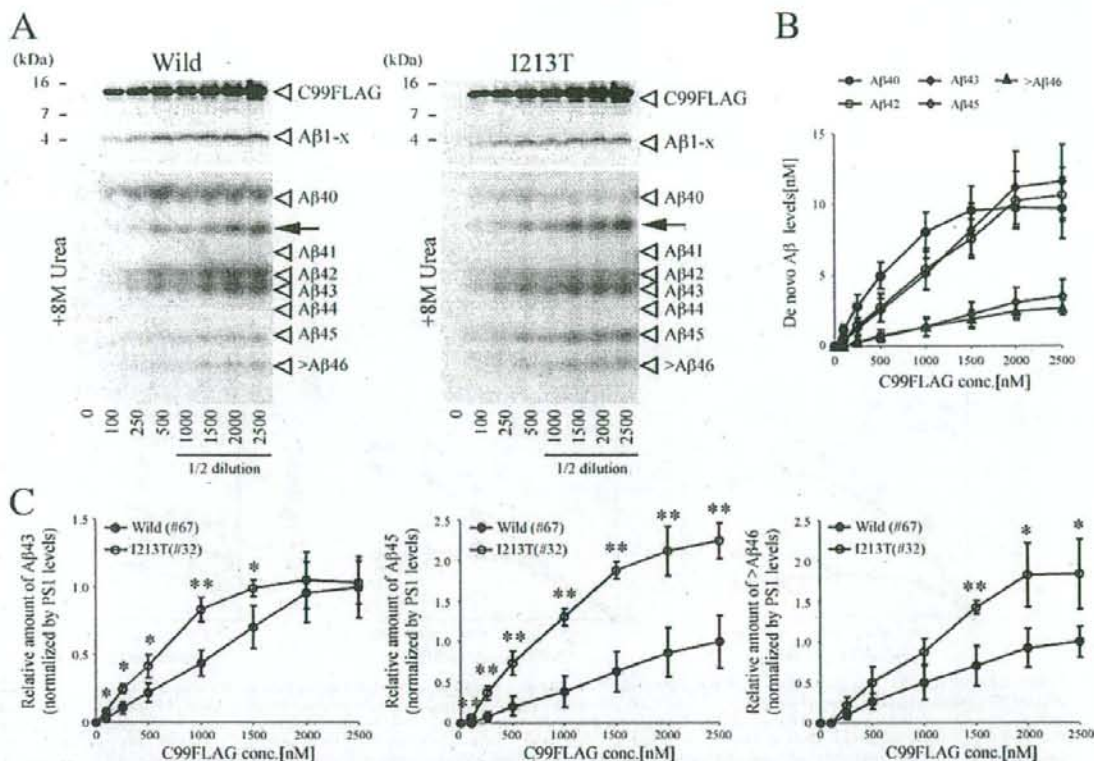 A
(kDa)
Wild
16
7
4
C99FLAG
Aβ1-x
Aβ40
Aβ41
Aβ42
Aβ43
Aβ44
Aβ45
>Aβ46
+8M Urea
0 100 250 500 1000 1500 2000 2500
1/2 dilution
(kDa)
I213T
16
7
4
C99FLAG
Aβ1-x
Aβ40
Aβ41
Aβ42
Aβ43
Aβ44
Aβ45
>Aβ46
+8M Urea
0 100 250 500 1000 1500 2000 2500
1/2 dilution
B
Aβ40 Aβ43 >Aβ46
Aβ42 Aβ45
De novo Aβ levels[nM]
15
10
5
0
0 500 1000 1500 2000 2500
C99FLAG conc.[nM]
C
Wild (#67)
I213T(#32)
Relative amount of Aβ43
(normalized by PS1 levels)
1.5
1.0
0.5
0
* * * ** *
0 500 1000 1500 2000 2500
C99FLAG conc.[nM]
Wild (#67)
I213T(#32)
Relative amount of Aβ45
(normalized by PS1 levels)
2.5
2.0
1.5
1.0
0.5
0
** ** ** ** ** ** **
0 500 1000 1500 2000 2500
C99FLAG conc.[nM]
Wild (#67)
I213T(#32)
Relative amount of >Aβ46
(normalized by PS1 levels)
2.5
2.0
1.5
1.0
0.5
0
** * *
0 500 1000 1500 2000 2500
C99FLAG conc.[nM]